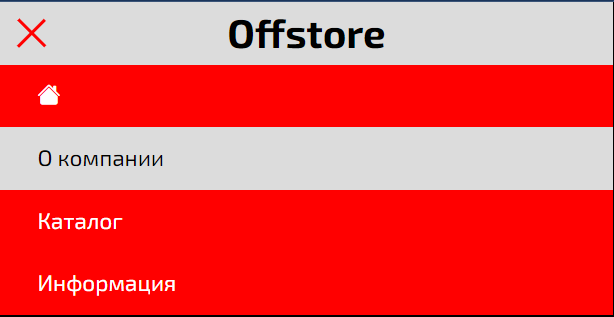 Offstore
О компании
Каталог
Информация